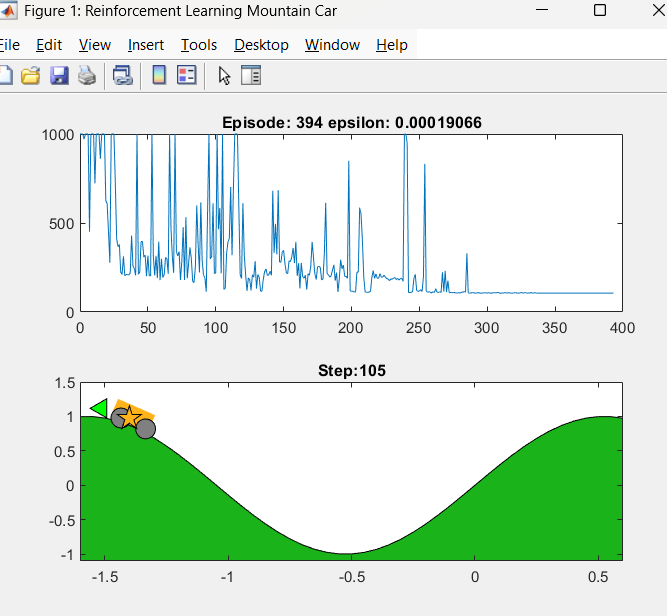 Figure 1: Reinforcement Learning Mountain Car
File Edit View Insert Tools Desktop Window Help
Episode: 394 epsilon: 0.00019066
1000
500
0
0 50 100 150 200 250 300 350 400
Step:105
1.5
1
0.5
0
-0.5
-1
-1.5 -1 -0.5 0 0.5